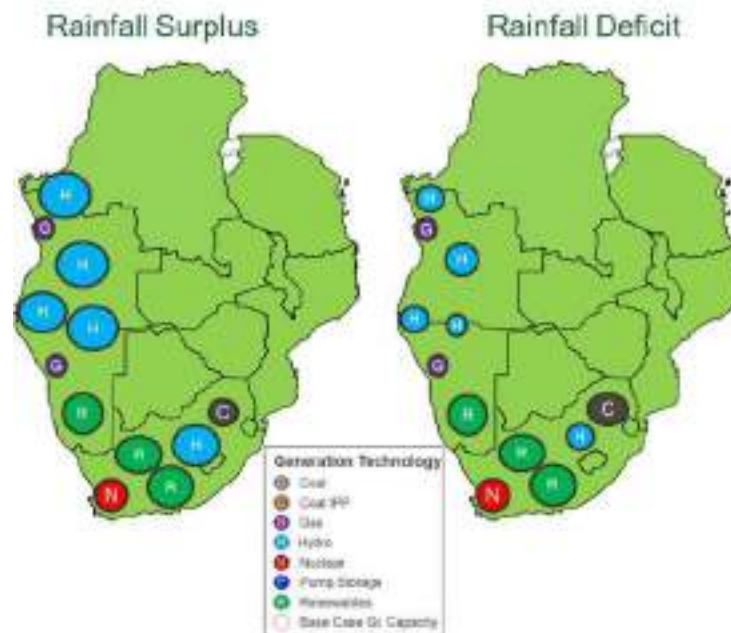 Rainfall Surplus
Rainfall Deficit
H
G
H
H
H
G
R
C
R
H
R
N
H
G
H
H
H
G
R
C
R
H
R
N
Generation Technology
Coal
Coal IPP
Gas
H Hydro
N Nuclear
P Pump Storage
R Renewables
Base Case Gx Capacity